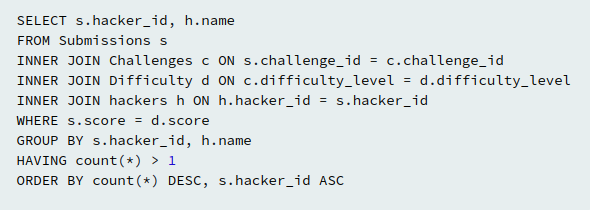 SELECT s.hacker_id, h.name
FROM Submissions s
INNER JOIN Challenges c ON s.challenge_id = c.challenge_id
INNER JOIN Difficulty d ON c.difficulty_level = d.difficulty_level
INNER JOIN hackers h ON h.hacker_id = s.hacker_id
WHERE s.score = d.score
GROUP BY s.hacker_id, h.name
HAVING count(*) > 1
ORDER BY count(*) DESC, s.hacker_id ASC